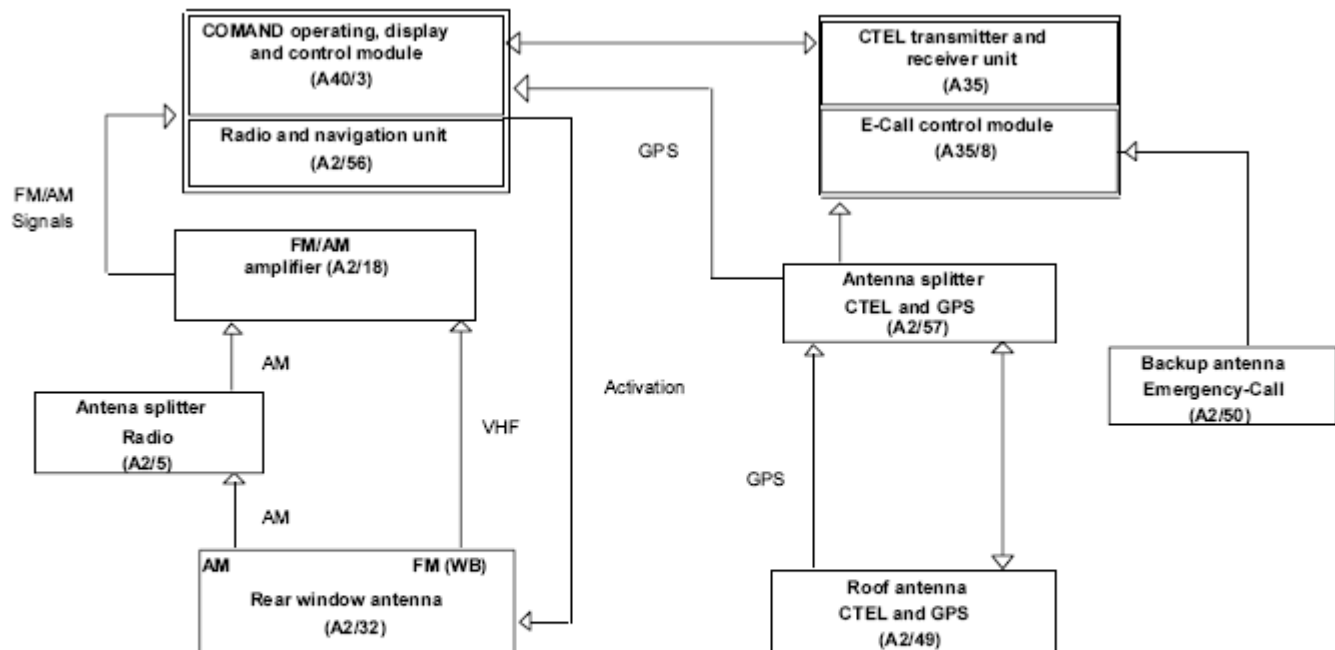 COMAND operating, display
and control module
(A40/3)
Radio and navigation unit
(A2/56)
CTEL transmitter and
receiver unit
(A35)
E-Call control module
(A35/8)
GPS
FM/AM
Signals
FM/AM
amplifier (A2/18)
Antenna splitter
CTEL and GPS
(A2/57)
AM
Antena splitter
Radio
(A2/5)
VHF
Activation
Backup antenna
Emergency-Call
(A2/50)
GPS
AM
AM
FM (WB)
Rear window antenna
(A2/32)
Roof antenna
CTEL and GPS
(A2/49)